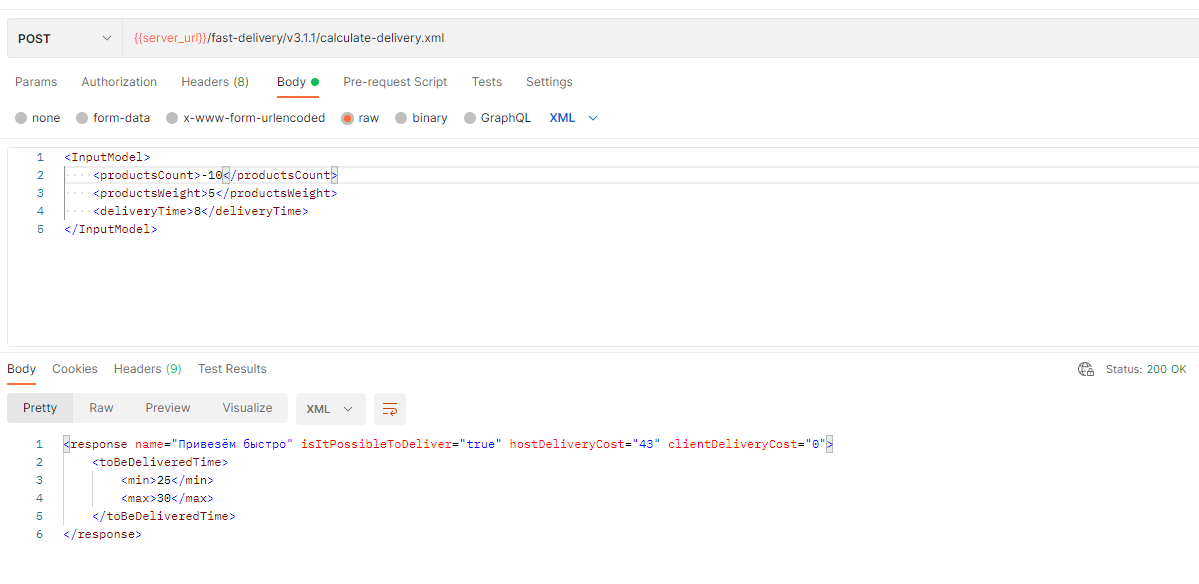 POST {{server_url}}/fast-delivery/v3.1.1/calculate-delivery.xml
Params Authorization Headers (8) Body Pre-request Script Tests Settings
none form-data x-www-form-urlencoded raw binary GraphQL XML
1 <InputModel>
2 ····<productsCount>-10</productsCount>
3 ····<productsWeight>5</productsWeight>
4 ····<deliveryTime>8</deliveryTime>
5 </InputModel>
Body Cookies Headers (9) Test Results Status: 200 OK
Pretty Raw Preview Visualize XML
1 <response name="Привезём быстро" isItPossibleToDeliver="true" hostDeliveryCost="43" clientDeliveryCost="0">
2 <toBeDeliveredTime>
3 <min>25</min>
4 <max>30</max>
5 </toBeDeliveredTime>
6 </response>